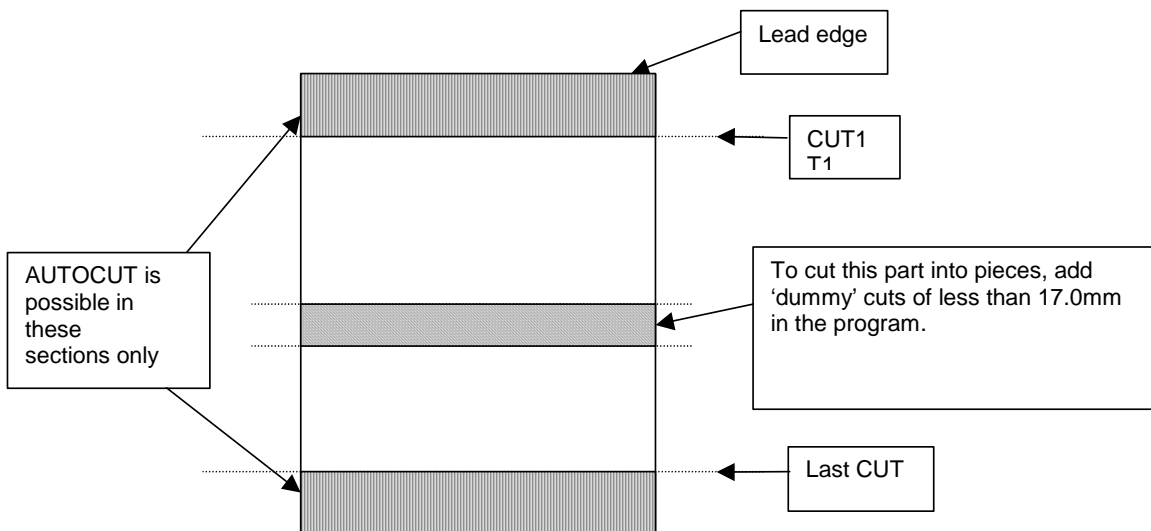 Lead edge
CUT1
T1
AUTOCUT is
possible in
these
sections only
To cut this part into pieces, add
‘dummy’ cuts of less than 17.0mm
in the program.
Last CUT